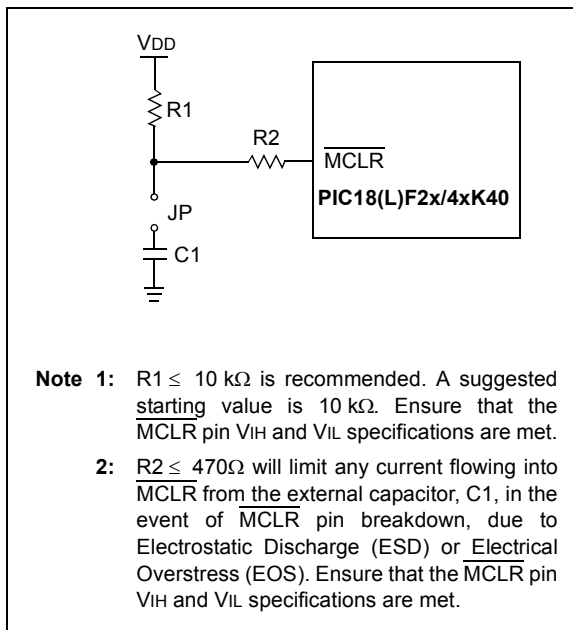 VDD
R1
R2
MCLR
PIC18(L)F2x/4xK40
JP
C1
Note 1: R1 ≤ 10 kΩ is recommended. A suggested
starting value is 10 kΩ. Ensure that the
MCLR pin VIH and VIL specifications are met.
2: R2 ≤ 470Ω will limit any current flowing into
MCLR from the external capacitor, C1, in the
event of MCLR pin breakdown, due to
Electrostatic Discharge (ESD) or Electrical
Overstress (EOS). Ensure that the MCLR pin
VIH and VIL specifications are met.